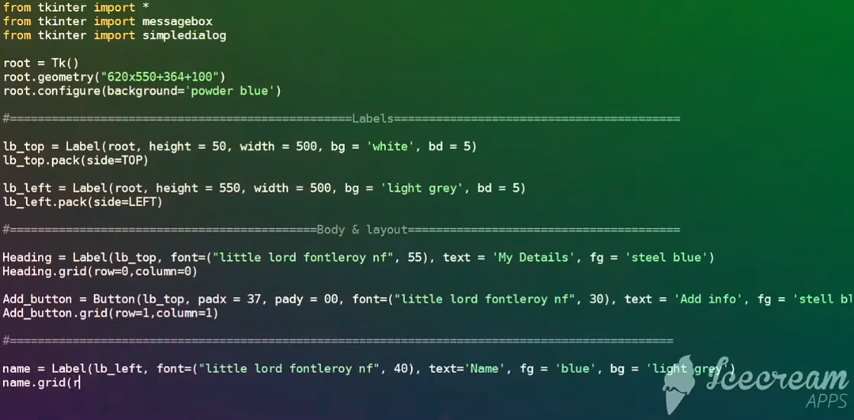 from tkinter import *
from tkinter import messagebox
from tkinter import simpledialog
root = Tk()
root.geometry("620x550+364+100")
root.configure(background='powder blue')
#==================================================Labels==========================================
lb_top = Label(root, height = 50, width = 500, bg = 'white', bd = 5)
lb_top.pack(side=TOP)
lb_left = Label(root, height = 550, width = 500, bg = 'light grey', bd = 5)
lb_left.pack(side=LEFT)
#=============================================Body & layout=======================================
Heading = Label(lb_top, font=("little lord fontleroy nf", 55), text = 'My Details', fg = 'steel blue')
Heading.grid(row=0,column=0)
Add_button = Button(lb_top, padx = 37, pady = 00, font=("little lord fontleroy nf", 30), text = 'Add info', fg = 'stell bl
Add_button.grid(row=1,column=1)
#================================================================================================
name = Label(lb_left, font=("little lord fontleroy nf", 40), text='Name', fg = 'blue', bg = 'light grey')
name.grid(r
Icecream
APPS